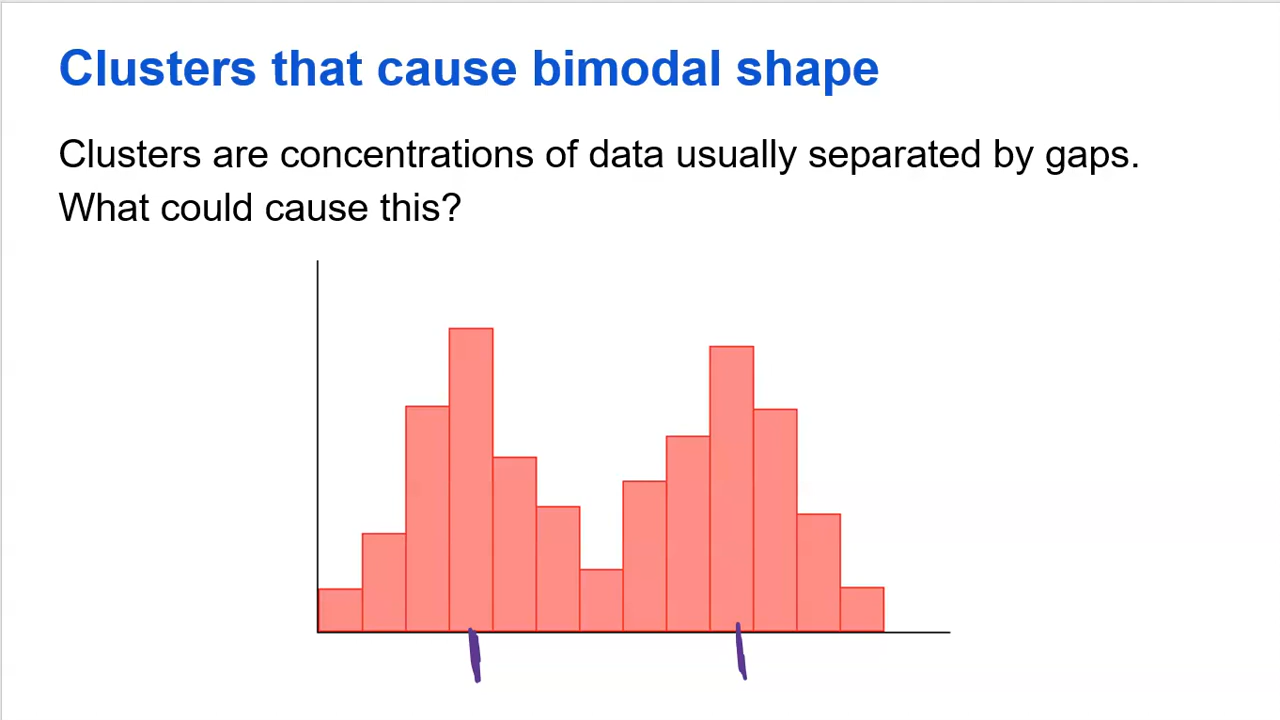 Clusters that cause bimodal shape
Clusters are concentrations of data usually separated by gaps.
What could cause this?